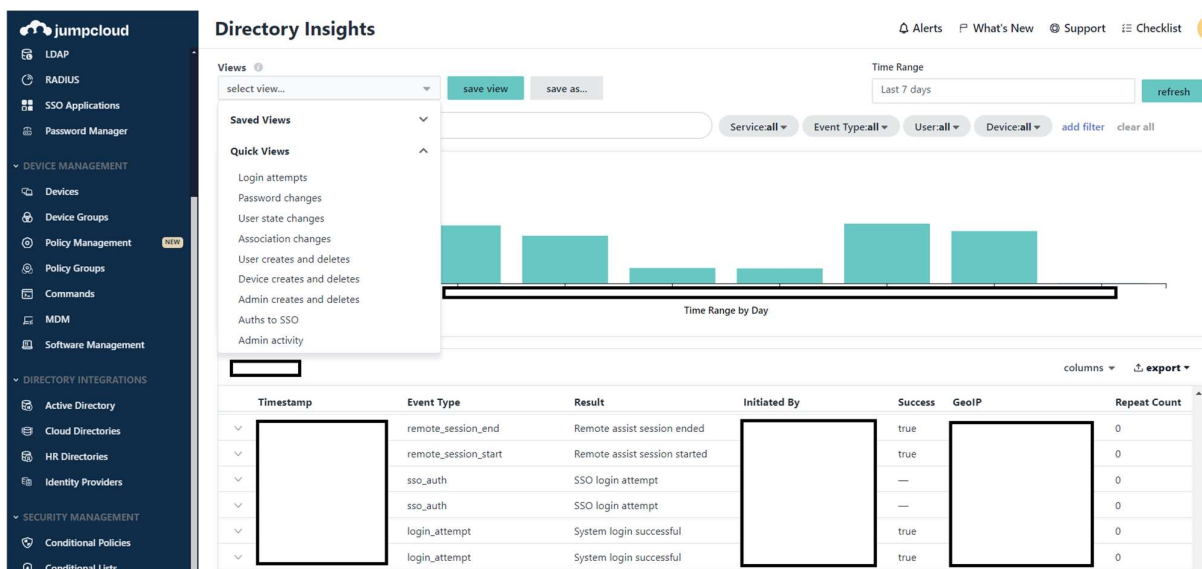 jumpcloud
LDAP
RADIUS
SSO Applications
Password Manager
DEVICE MANAGEMENT
Devices
Device Groups
Policy Management NEW
Policy Groups
Commands
MDM
Software Management
DIRECTORY INTEGRATIONS
Active Directory
Cloud Directories
HR Directories
Identity Providers
SECURITY MANAGEMENT
Conditional Policies
Conditional Lists
Directory Insights
Alerts What's New Support Checklist
Views
Time Range
select view... save view save as... Last 7 days refresh
Service:all Event Type:all User:all Device:all add filter clear all
Saved Views
Quick Views
Login attempts
Password changes
User state changes
Association changes
User creates and deletes
Device creates and deletes
Admin creates and deletes
Auths to SSO
Admin activity
Time Range by Day
columns export
Timestamp Event Type Result Initiated By Success GeoIP Repeat Count
remote_session_end Remote assist session ended true 0
remote_session_start Remote assist session started true 0
sso_auth SSO login attempt — 0
sso_auth SSO login attempt — 0
login_attempt System login successful true 0
login_attempt System login successful true 0